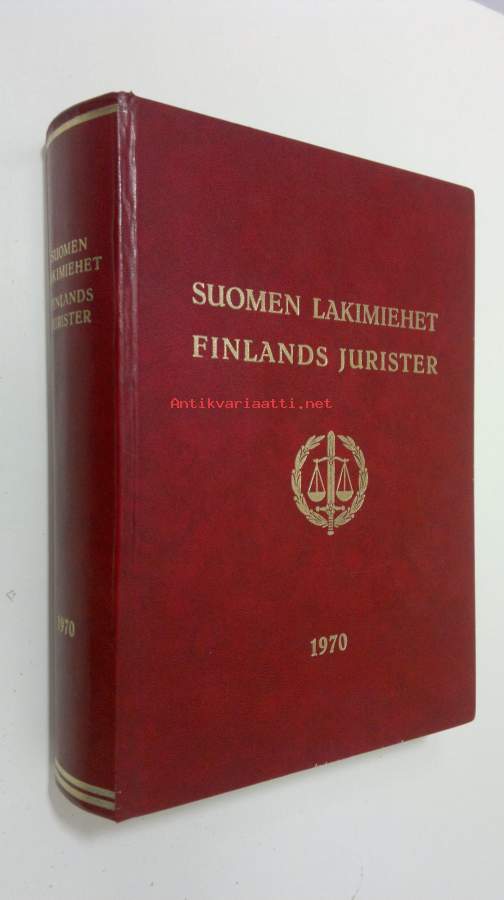 SUOMEN
LAKIMIEHET
FINLANDS
JURISTER
1970
SUOMEN LAKIMIEHET
FINLANDS JURISTER
Antikvariaatti.net
1970